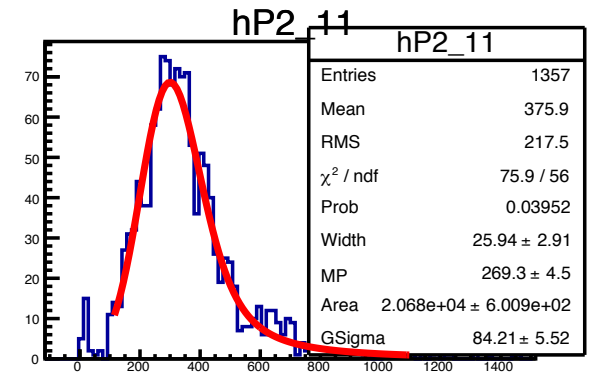 hP2_11
hP2_11
Entries 1357
Mean 375.9
RMS 217.5
χ² / ndf 75.9 / 56
Prob 0.03952
Width 25.94 ± 2.91
MP 269.3 ± 4.5
Area 2.068e+04 ± 6.009e+02
GSigma 84.21 ± 5.52
70
60
50
40
30
20
10
0
0 200 400 600 800 1000 1200 1400